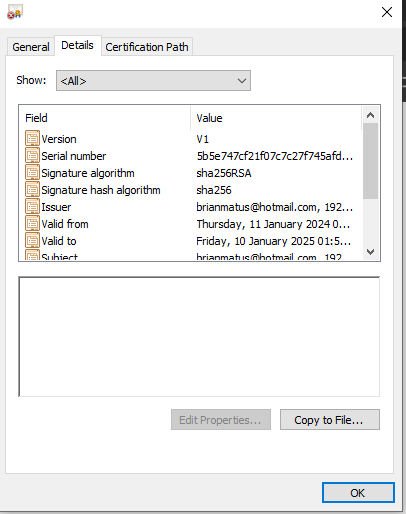 General Details Certification Path
Show: <All>
Field Value
Version V1
Serial number 5b5e747cf21f07c7c27f745afd...
Signature algorithm sha256RSA
Signature hash algorithm sha256
Issuer brianmatus@hotmail.com, 192...
Valid from Thursday, 11 January 2024 0...
Valid to Friday, 10 January 2025 01:5...
Subject brianmatus@hotmail.com, 192...
Edit Properties... Copy to File...
OK